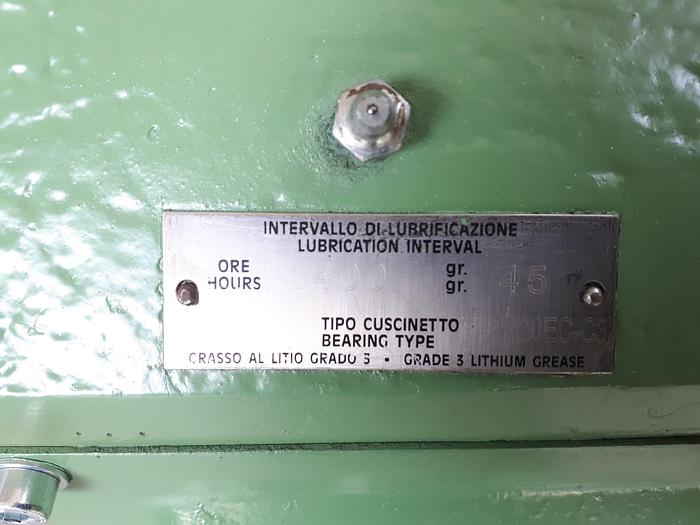 INTERVALLO DI LUBRIFICAZIONE
LUBRICATION INTERVAL
ORE gr. 45
HOURS gr.
TIPO CUSCINETTO
BEARING TYPE
GRASSO AL LITIO GRADO 3 • GRADE 3 LITHIUM GREASE